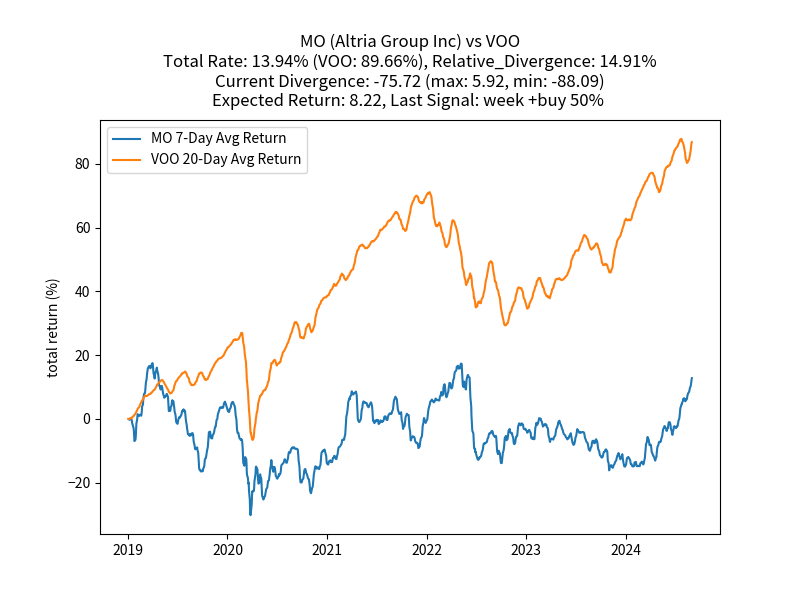 MO (Altria Group Inc) vs VOO
Total Rate: 13.94% (VOO: 89.66%), Relative_Divergence: 14.91%
Current Divergence: -75.72 (max: 5.92, min: -88.09)
Expected Return: 8.22, Last Signal: week +buy 50%
MO 7-Day Avg Return
VOO 20-Day Avg Return
total return (%)
80
60
40
20
0
−20
2019 2020 2021 2022 2023 2024